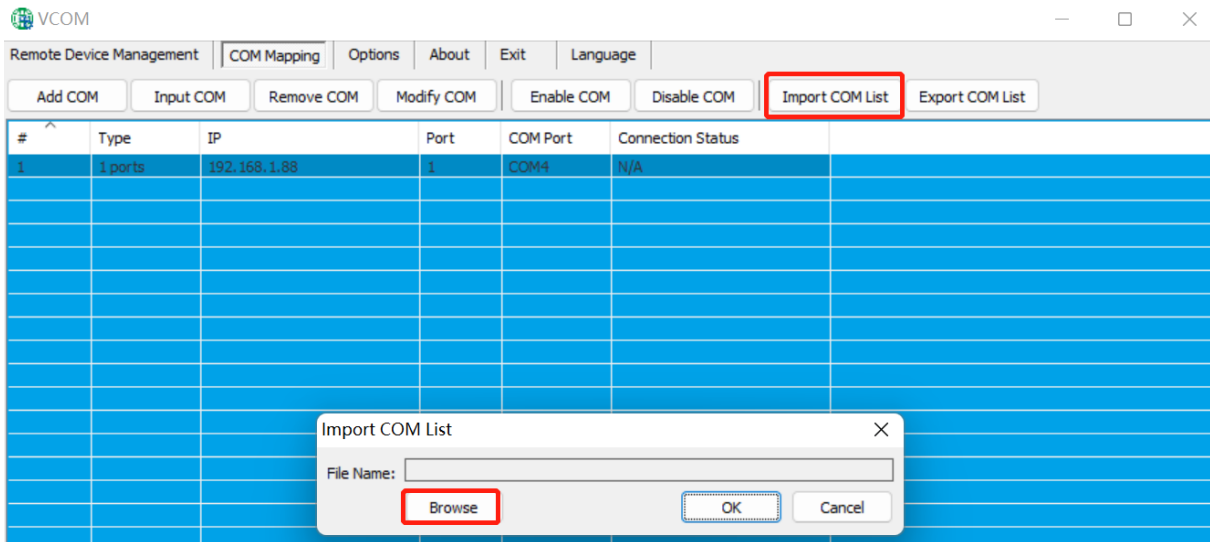 VCOM
Remote Device Management COM Mapping Options About Exit Language
Add COM Input COM Remove COM Modify COM Enable COM Disable COM Import COM List Export COM List
# Type IP Port COM Port Connection Status
1 1 ports 192.168.1.88 1 COM4 N/A
Import COM List
File Name:
Browse OK Cancel